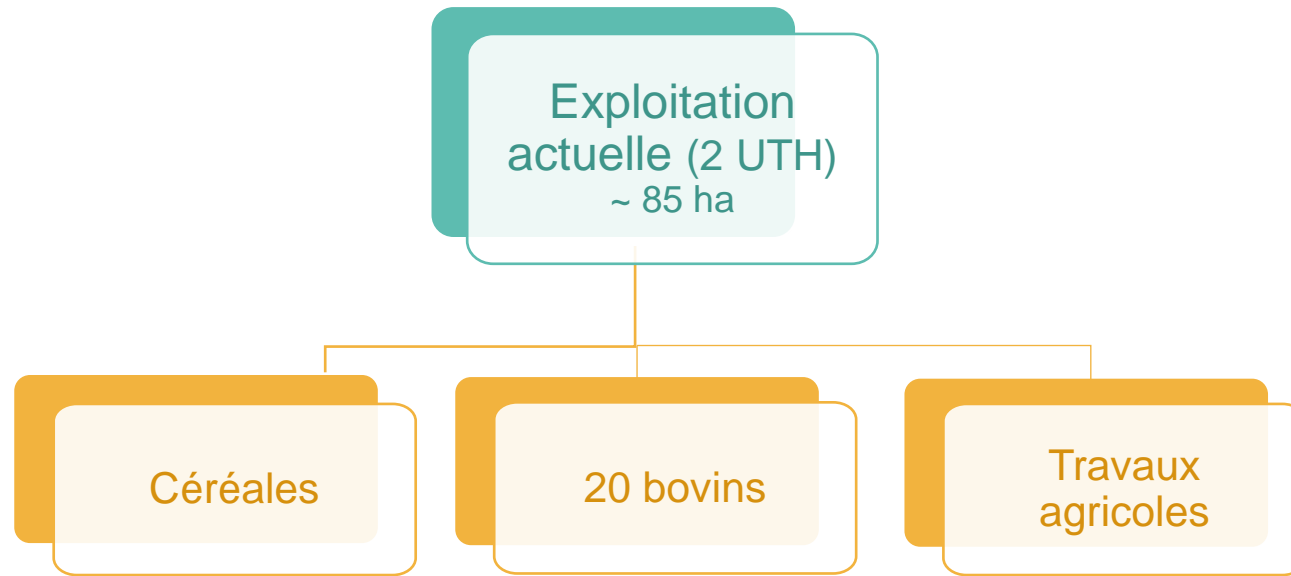 Exploitation
actuelle (2 UTH)
~ 85 ha
Céréales
20 bovins
Travaux
agricoles